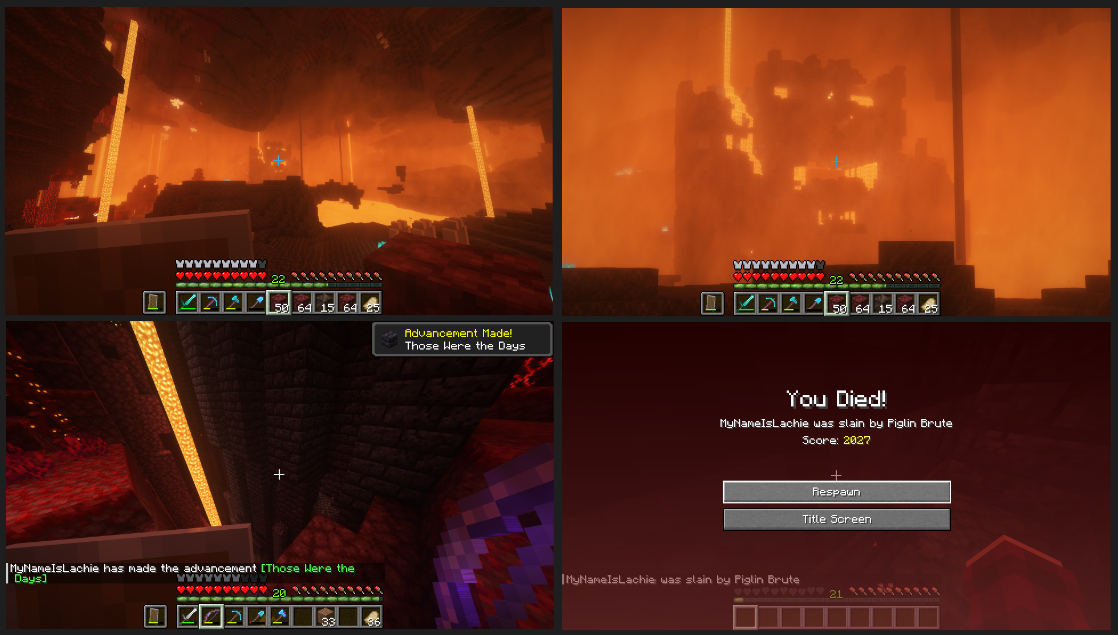 22
50
64
15
64
25
22
50
64
15
64
25
Advancement Made!
Those Were the Days
MyNameIsLachie has made the advancement [Those Were the
Days]
20
33
36
You Died!
MyNameIsLachie was slain by Piglin Brute
Score: 2027
Respawn
Title Screen
MyNameIsLachie was slain by Piglin Brute
21